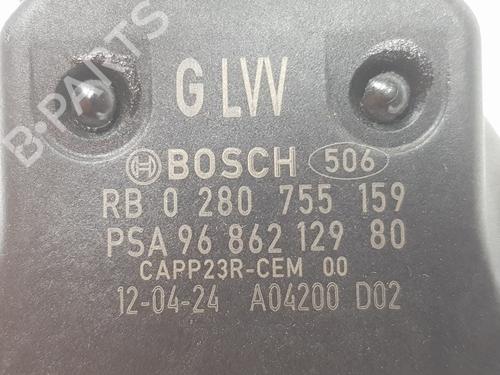 B-PARTS
G LVV
BOSCH 506
RB 0 280 755 159
PSA 96 862 129 80
CAPP23R-CEM 00
12-04-24 A04200 D02